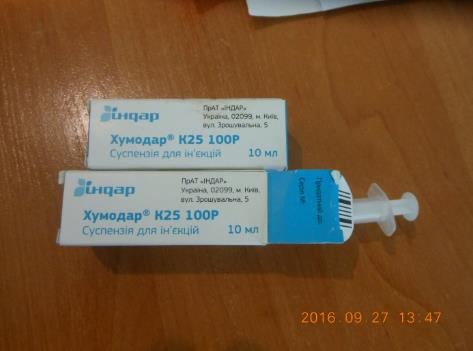 індар
ПрАТ «ІНДАР»
Україна, 02099, м. Київ,
вул. Зрошувальна, 5
Хумодар® К25 100Р
Суспензія для ін'єкцій 10 мл
індар
ПрАТ «ІНДАР»
Україна, 02099, м. Київ,
вул. Зрошувальна, 5
Хумодар® К25 100Р
Суспензія для ін'єкцій 10 мл
Придатний до:
Серія №:
2016.09.27 13:47